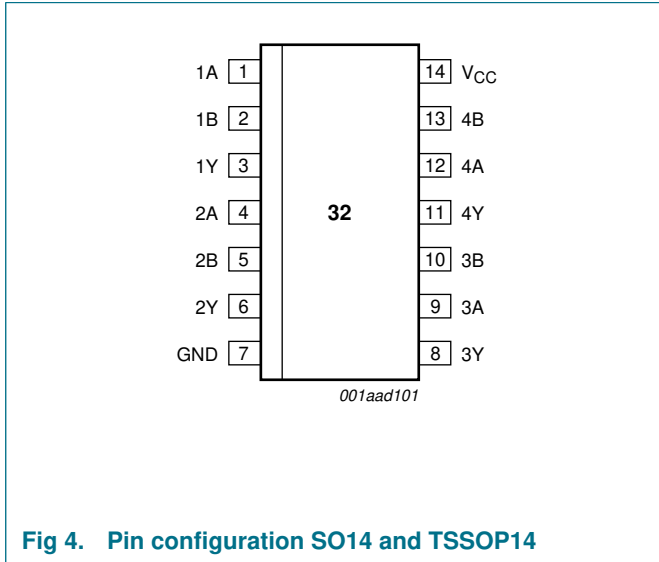 1A 1 14 VCC
1B 2 13 4B
1Y 3 12 4A
2A 4 32 11 4Y
2B 5 10 3B
2Y 6 9 3A
GND 7 8 3Y
001aad101
Fig 4. Pin configuration SO14 and TSSOP14